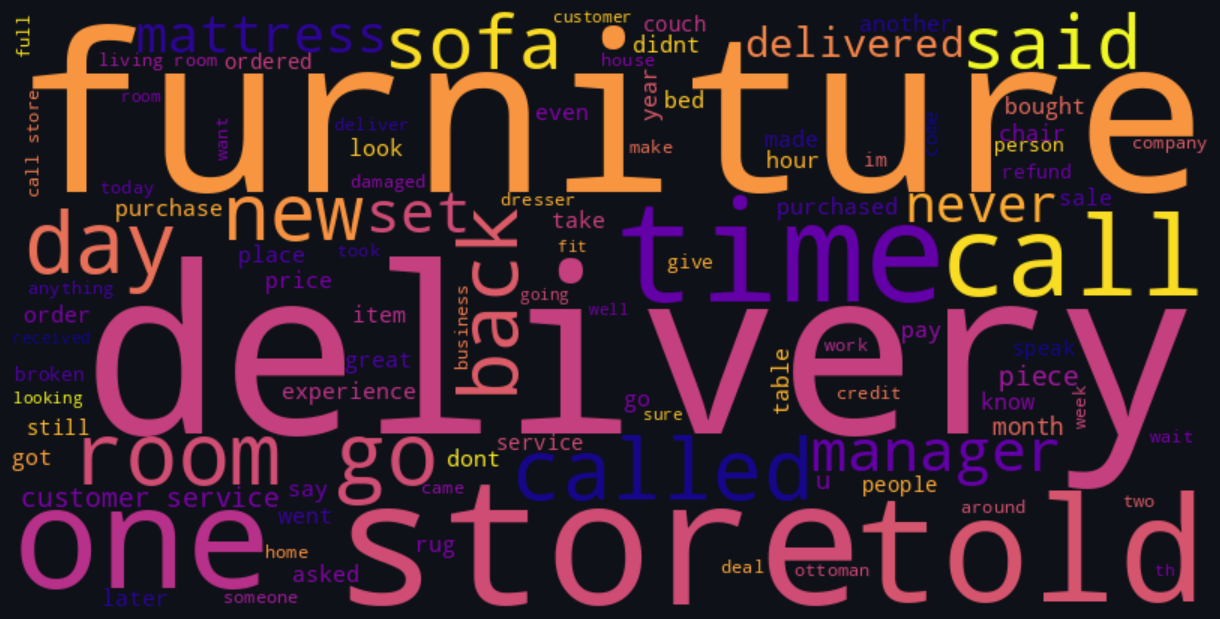 full
mattress
sofa
customer
couch
didnt
delivered
another
said
living room
ordered
house
furniture
room
call store
want
deliver
look
even
year
bed
make
made
hour
im
come
bought
chair
person
company
refund
today
damaged
purchase
new
set
dresser
take
purchased
never
sale
day
place
took
price
back
fit
time
give
call
anything
order
received
item
business
going
well
delivery
great
experience
broken
looking
still
go
sure
table
work
credit
pay
speak
piece
know
month
week
wait
got
room
go
dont
service
called
manager
u
people
customer service
say
came
went
one
home
store
rug
asked
told
around
two
deal
ottoman
th
later
someone